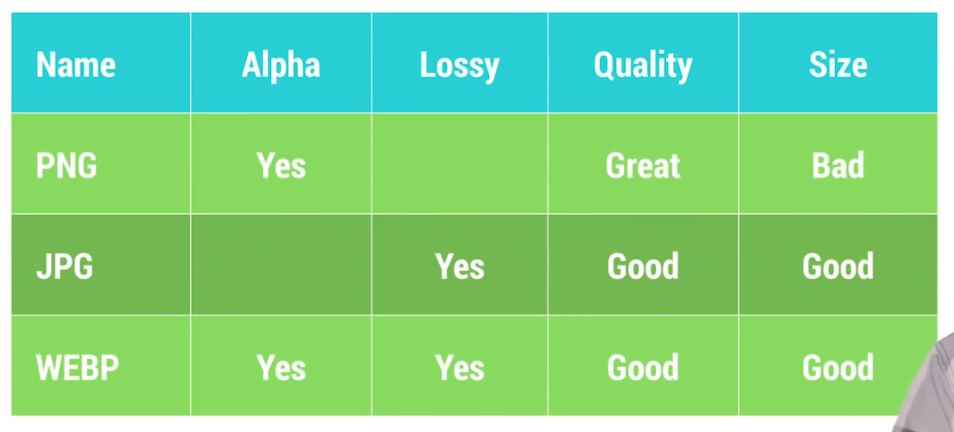 Name Alpha Lossy Quality Size
PNG Yes Great Bad
JPG Yes Good Good
WEBP Yes Yes Good Good